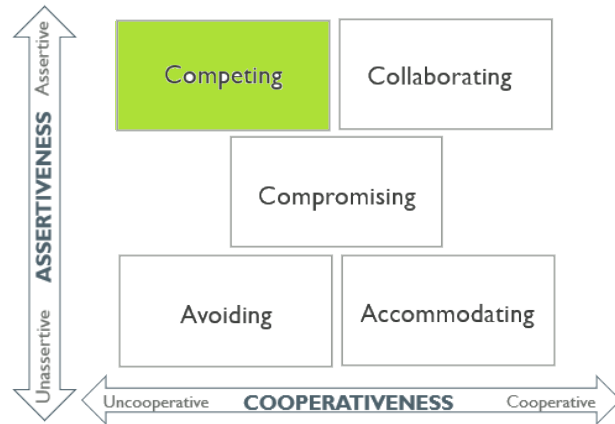 Assertive
ASSERTIVENESS
Unassertive
Competing
Collaborating
Compromising
Avoiding
Accommodating
Uncooperative
COOPERATIVENESS
Cooperative